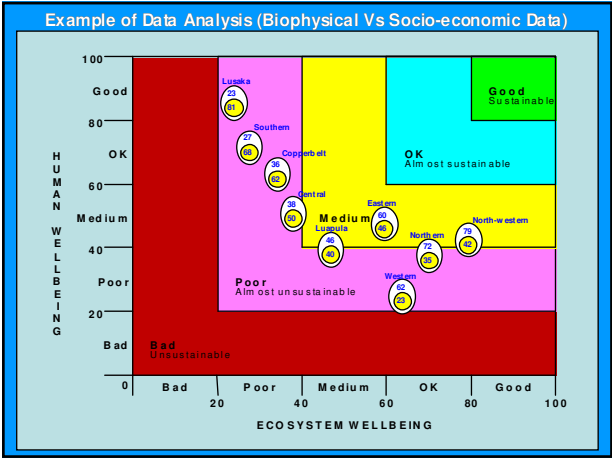 Example of Data Analysis (Biophysical Vs Socio-economic Data)
100
Good
80
OK
60
Medium
40
Poor
20
Bad
0
HUMAN WELLBEING
Lusaka
23
81
Southern
27
68
Copperbelt
36
62
Central
38
50
Medium
Luapula
46
40
Eastern
60
46
Northern
72
35
North-western
79
42
Western
62
23
Good
Sustainable
OK
Almost sustainable
Poor
Almost unsustainable
Bad
Unsustainable
Bad Poor Medium OK Good
20 40 60 80 100
ECOSYSTEM WELLBEING